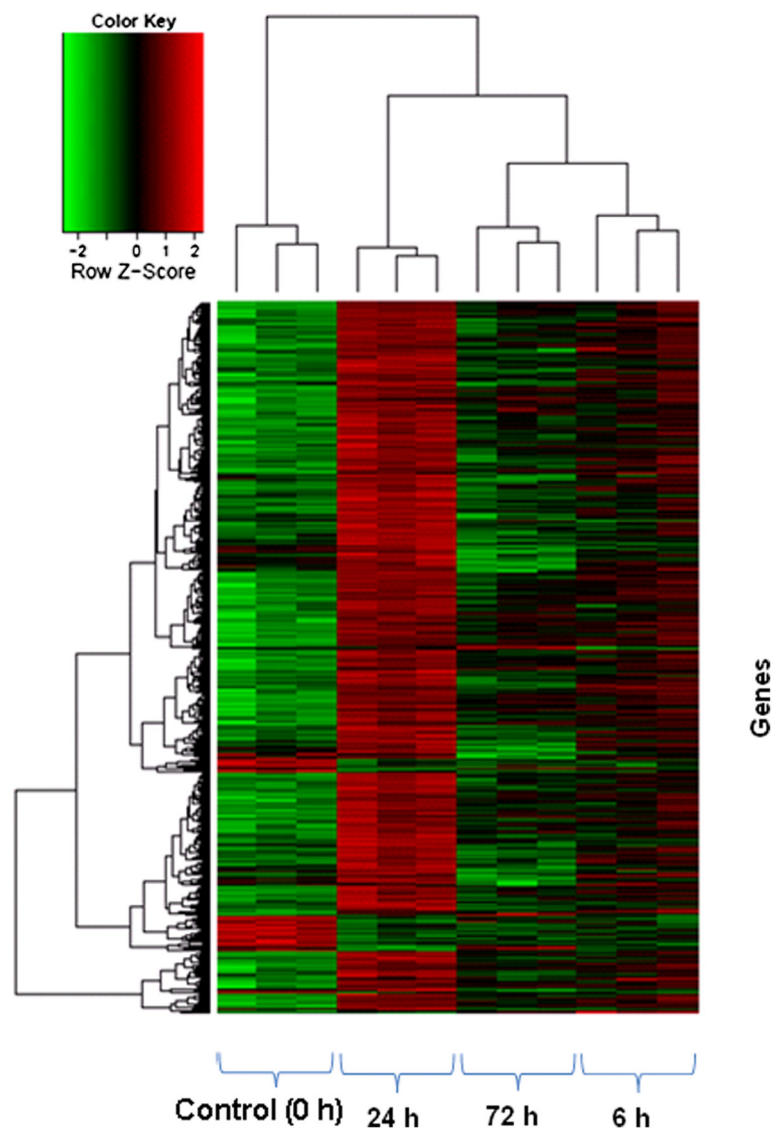 Color Key
−2 0 1 2
Row Z−Score
Genes
Control (0 h) 24 h 72 h 6 h